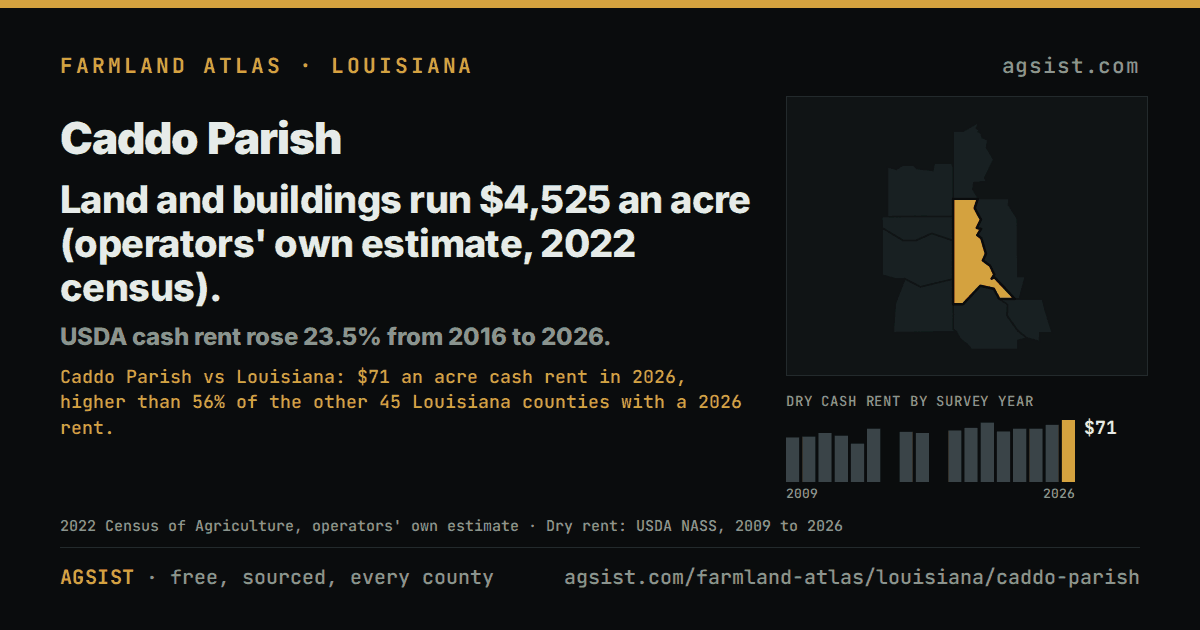 FARMLAND ATLAS · LOUISIANA
agsist.com
Caddo Parish
Land and buildings run $4,525 an acre
(operators' own estimate, 2022
census).
USDA cash rent rose 23.5% from 2016 to 2026.
Caddo Parish vs Louisiana: $71 an acre cash rent in 2026,
higher than 56% of the other 45 Louisiana counties with a 2026
rent.
DRY CASH RENT BY SURVEY YEAR
$71
2009
2026
2022 Census of Agriculture, operators' own estimate · Dry rent: USDA NASS, 2009 to 2026
AGSIST · free, sourced, every county
agsist.com/farmland-atlas/louisiana/caddo-parish